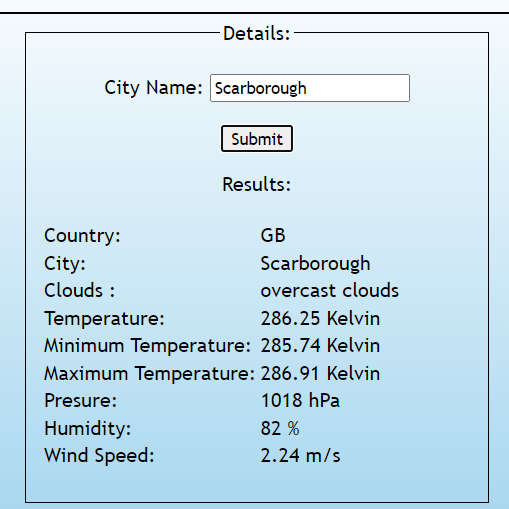 Details:
City Name: Scarborough
Submit
Results:
Country: GB
City: Scarborough
Clouds : overcast clouds
Temperature: 286.25 Kelvin
Minimum Temperature: 285.74 Kelvin
Maximum Temperature: 286.91 Kelvin
Presure: 1018 hPa
Humidity: 82 %
Wind Speed: 2.24 m/s